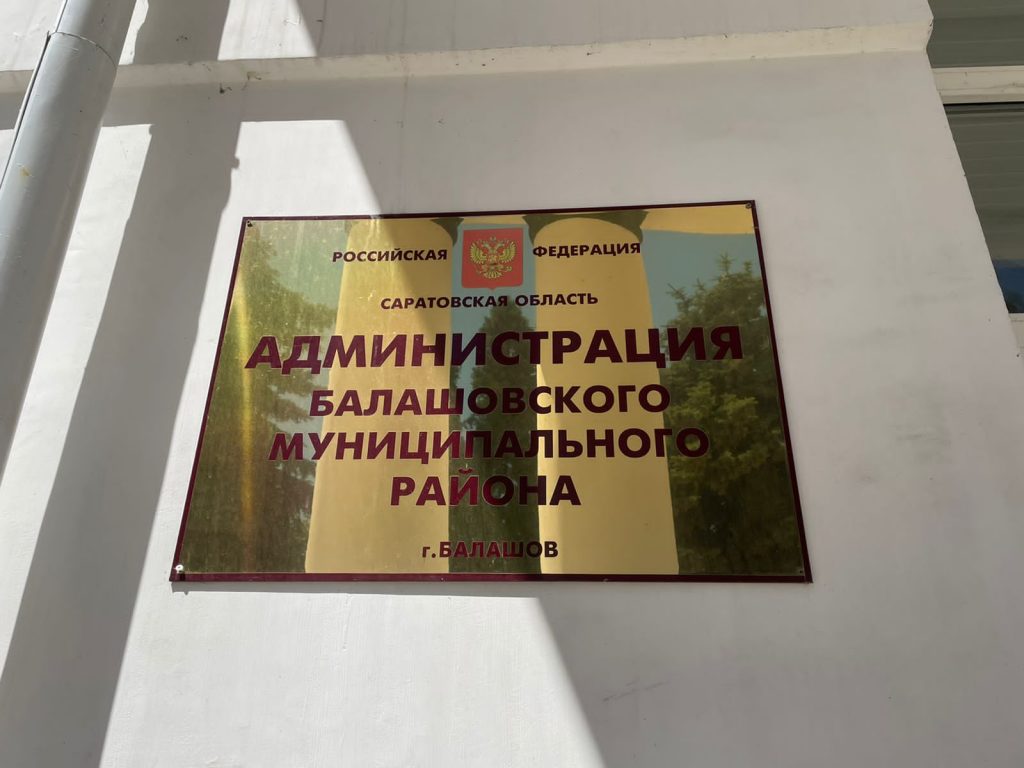 РОССИЙСКАЯ ФЕДЕРАЦИЯ
САРАТОВСКАЯ ОБЛАСТЬ
АДМИНИСТРАЦИЯ
БАЛАШОВСКОГО
МУНИЦИПАЛЬНОГО
РАЙОНА
г.БАЛАШОВ